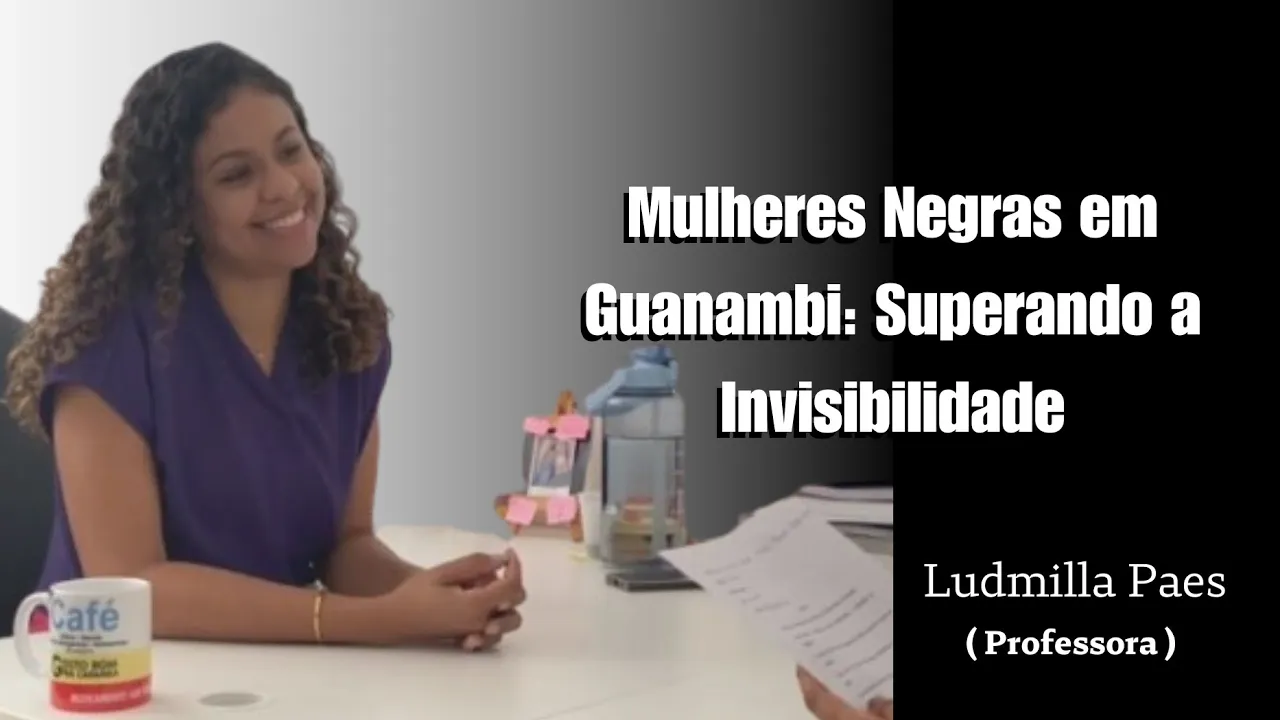 Mulheres Negras em
Guanambi: Superando a
Invisibilidade
Ludmilla Paes
( Professora )
Café